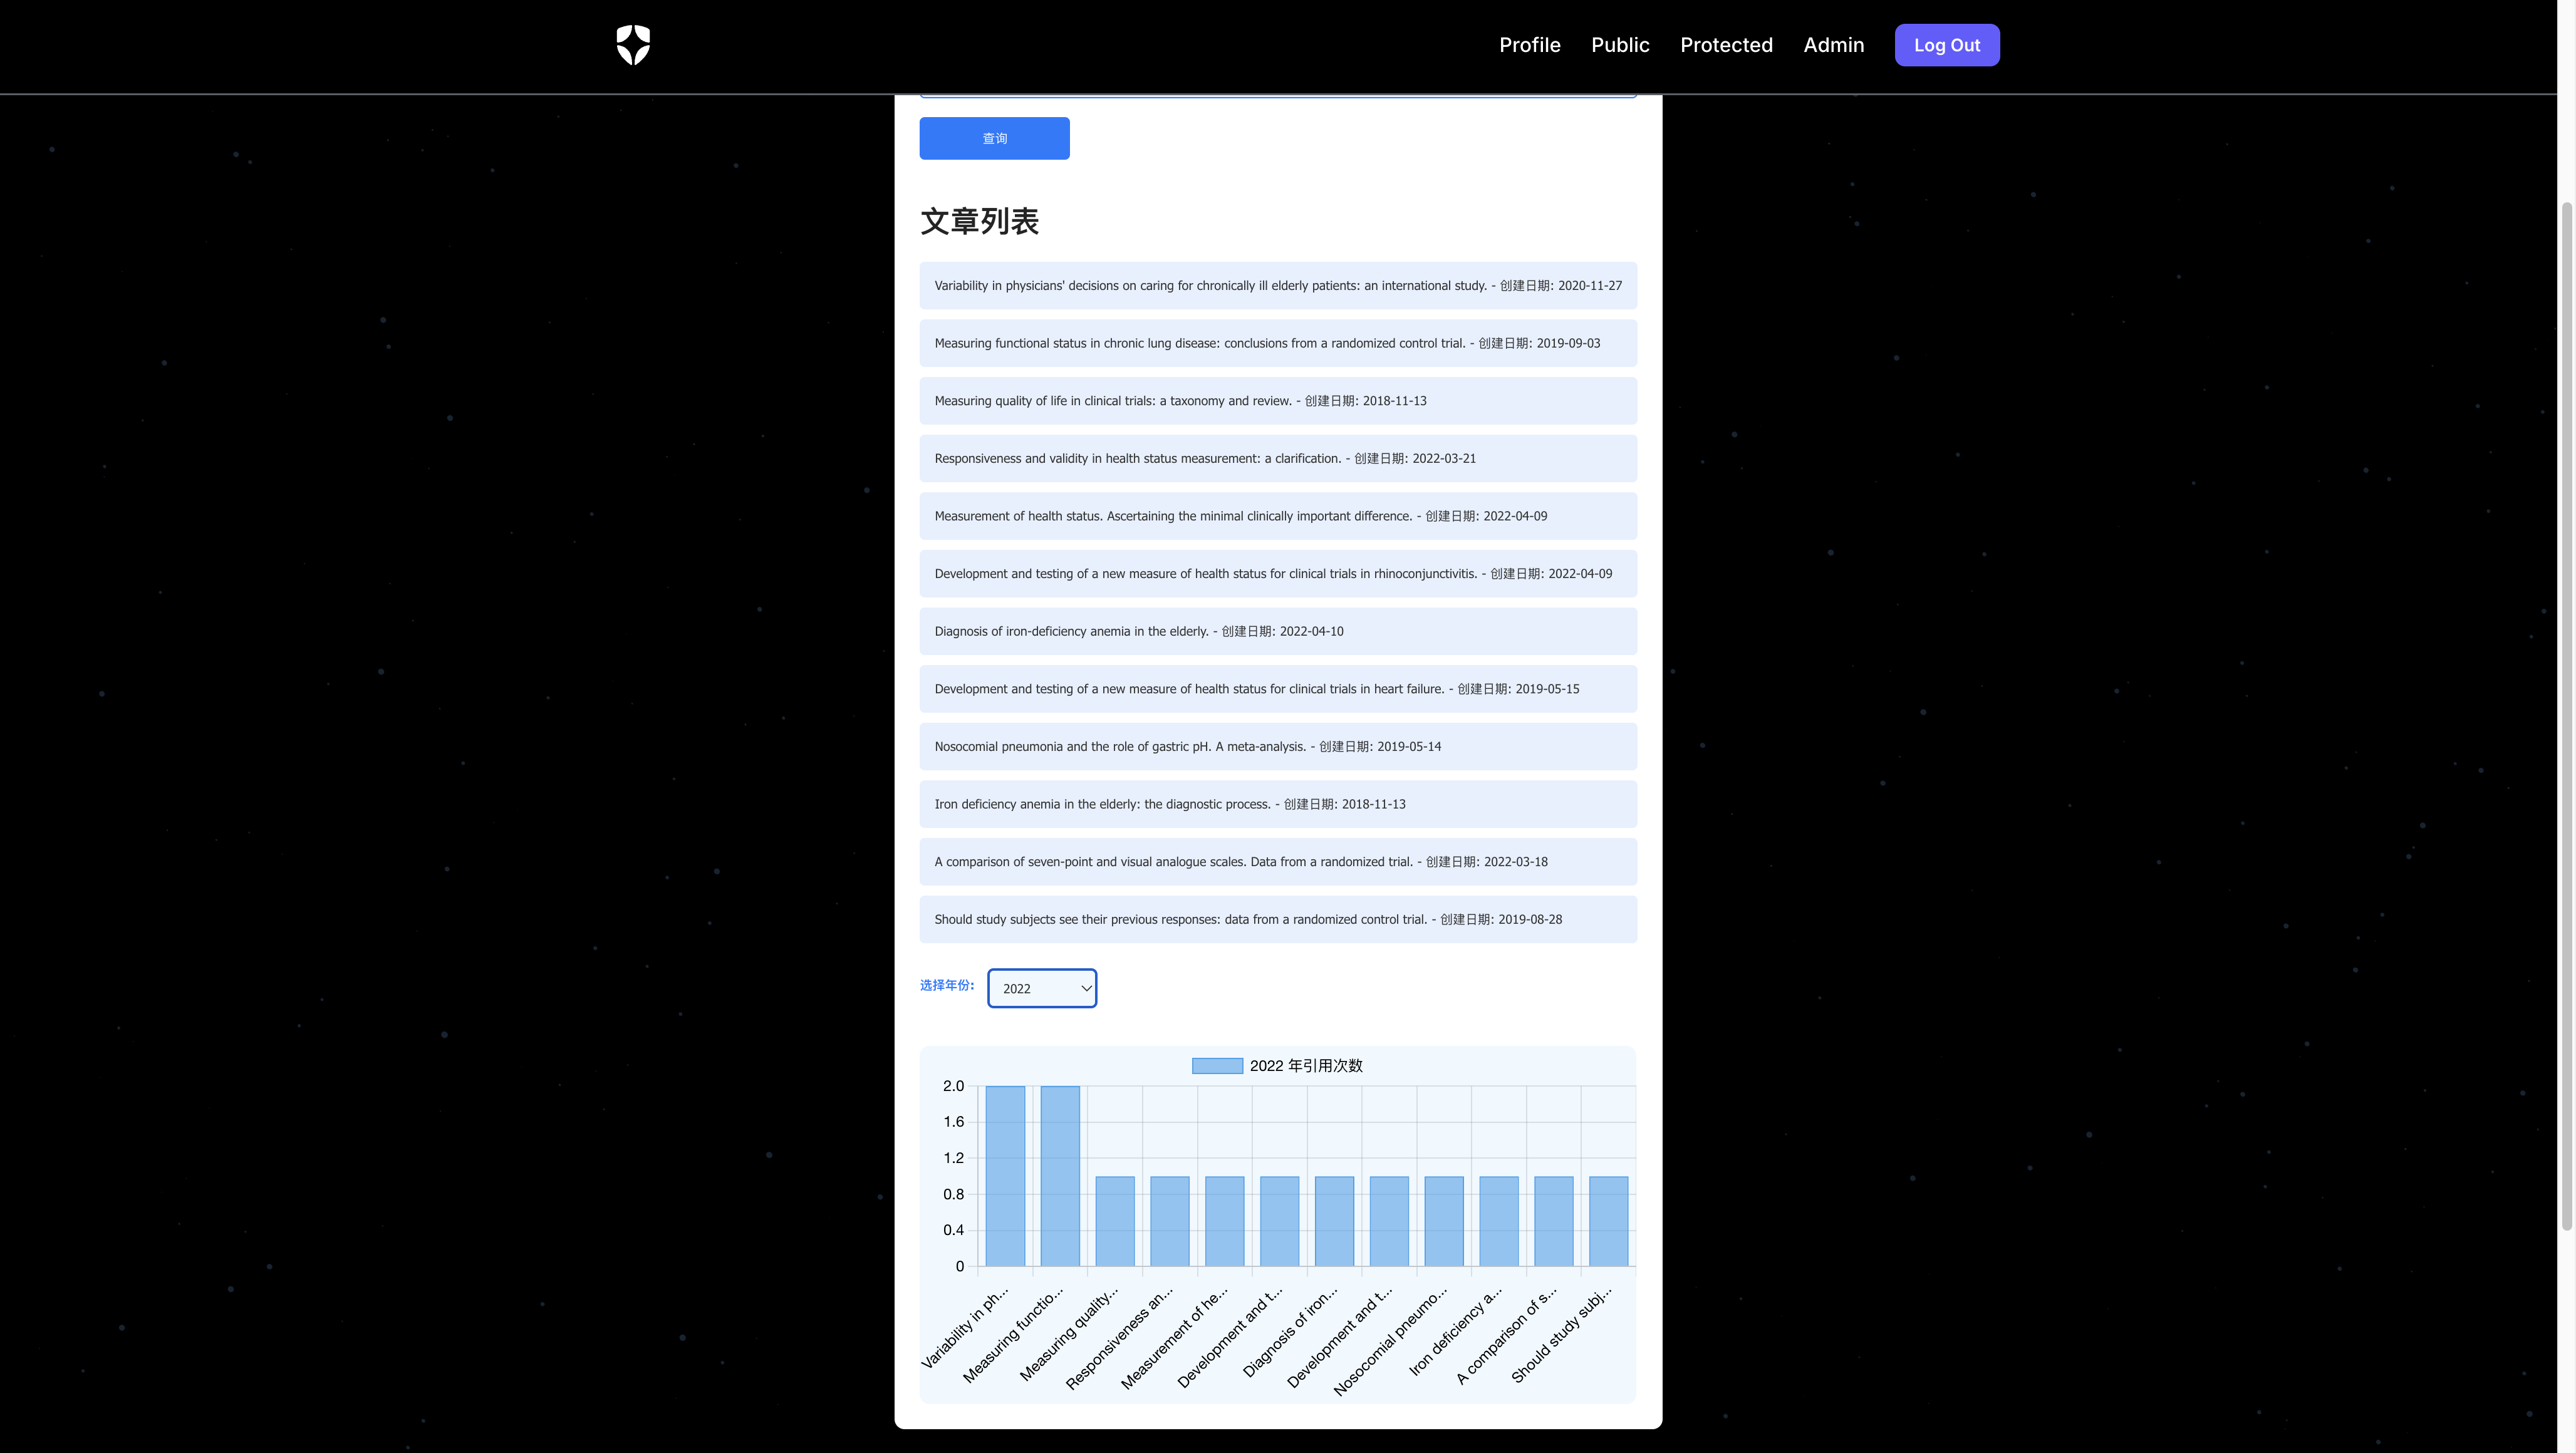 Profile
Public
Protected
Admin
Log Out
查询
文章列表
Variability in physicians' decisions on caring for chronically ill elderly patients: an international study. - 创建日期: 2020-11-27
Measuring functional status in chronic lung disease: conclusions from a randomized control trial. - 创建日期: 2019-09-03
Measuring quality of life in clinical trials: a taxonomy and review. - 创建日期: 2018-11-13
Responsiveness and validity in health status measurement: a clarification. - 创建日期: 2022-03-21
Measurement of health status. Ascertaining the minimal clinically important difference. - 创建日期: 2022-04-09
Development and testing of a new measure of health status for clinical trials in rhinoconjunctivitis. - 创建日期: 2022-04-09
Diagnosis of iron-deficiency anemia in the elderly. - 创建日期: 2022-04-10
Development and testing of a new measure of health status for clinical trials in heart failure. - 创建日期: 2019-05-15
Nosocomial pneumonia and the role of gastric pH. A meta-analysis. - 创建日期: 2019-05-14
Iron deficiency anemia in the elderly: the diagnostic process. - 创建日期: 2018-11-13
A comparison of seven-point and visual analogue scales. Data from a randomized trial. - 创建日期: 2022-03-18
Should study subjects see their previous responses: data from a randomized control trial. - 创建日期: 2019-08-28
选择年份:
2022
2022 年引用次数
2.0
1.6
1.2
0.8
0.4
0
Variability in ph...
Measuring functio...
Measuring quality...
Responsiveness an...
Measurement of he...
Development and t...
Diagnosis of iron...
Development and t...
Nosocomial pneumo...
Iron deficiency a...
A comparison of s...
Should study subj...